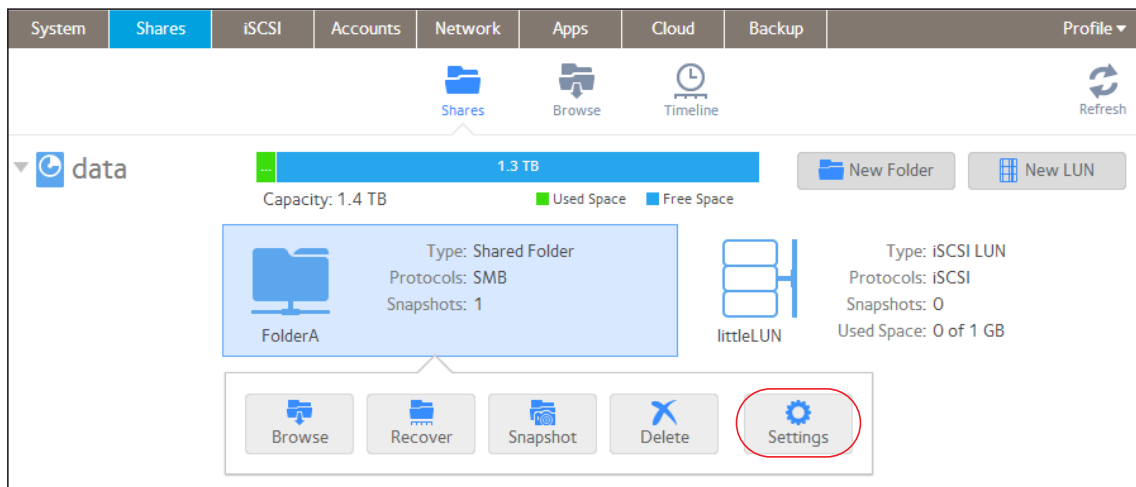 System Shares iSCSI Accounts Network Apps Cloud Backup Profile
Shares Browse Timeline Refresh
data
... 1.3 TB
New Folder New LUN
Capacity: 1.4 TB Used Space Free Space
Type: Shared Folder
Protocols: SMB
Snapshots: 1
FolderA
Type: iSCSI LUN
Protocols: iSCSI
Snapshots: 0
Used Space: 0 of 1 GB
littleLUN
Browse Recover Snapshot Delete Settings